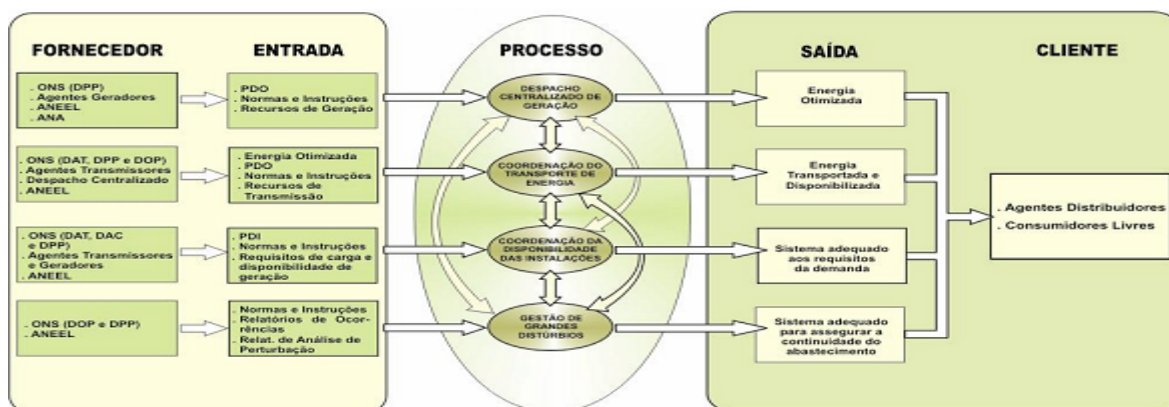 FORNECEDOR
ENTRADA
PROCESSO
SAÍDA
CLIENTE
. ONS (DPP)
. Agentes Geradores
. ANEEL
. ANA
. PDO
. Normas e Instruções
. Recursos de Geração
DESPACHO
CENTRALIZADO DE
GERAÇÃO
Energia
Otimizada
. ONS (DAT, DPP e DOP)
. Agentes Transmissores
. Despacho Centralizado
. ANEEL
. Energia Otimizada
. PDO
. Normas e Instruções
. Recursos de
Transmissão
COORDENAÇÃO DO
TRANSPORTE DE
ENERGIA
Energia
Transportada e
Disponibilizada
. ONS (DAT, DAC
e DPP)
. Agentes Transmissores
e Geradores
. ANEEL
. PDI
. Normas e Instruções
. Requisitos de carga e
disponibilidade de
geração
COORDENAÇÃO DA
DISPONIBILIDADE
DAS INSTALAÇÕES
Sistema adequado
aos requisitos
da demanda
. ONS (DOP e DPP)
. ANEEL
. Normas e Instruções
. Relatórios de Ocor-
rências
. Relat. de Análise de
Perturbação
GESTÃO DE
GRANDES
DISTÚRBIOS
Sistema adequado
para assegurar a
continuidade do
abastecimento
. Agentes Distribuidores
. Consumidores Livres